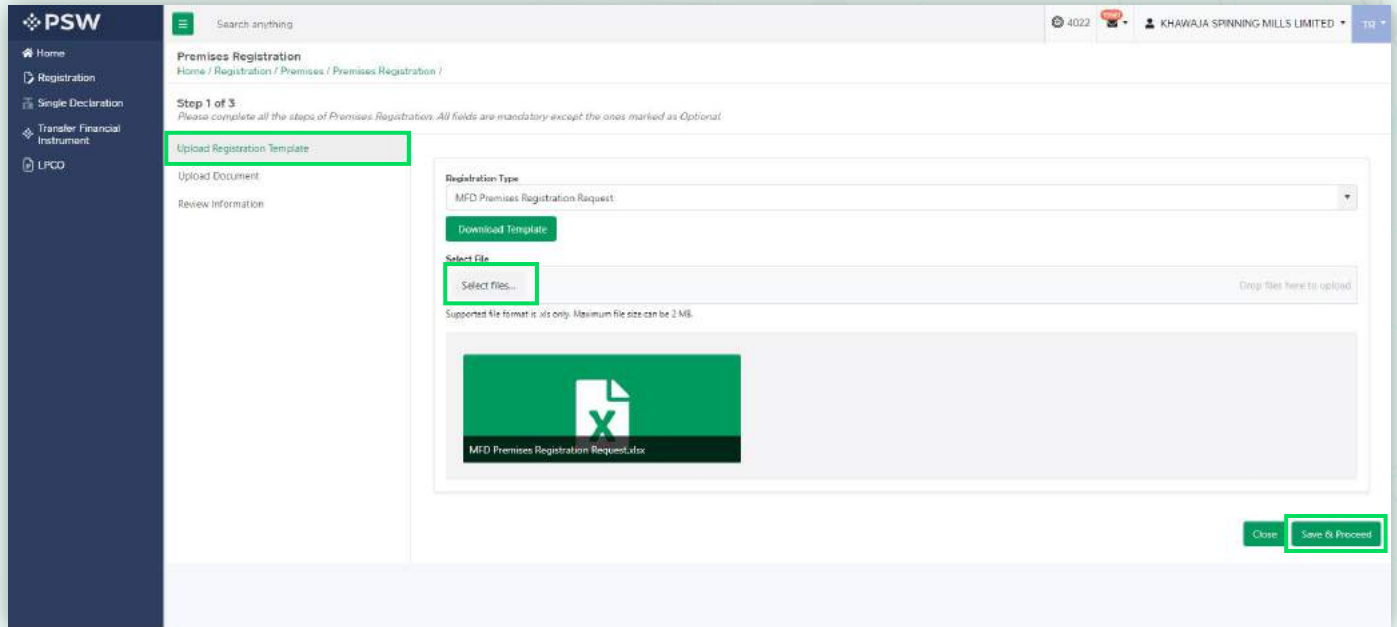 PSW
Search anything
4022
KHAWAJA SPINNING MILLS LIMITED
TR
Home
Registration
Single Declaration
Transfer Financial
Instrument
LPCO
Premises Registration
Home / Registration / Premises / Premises Registration /
Step 1 of 3
Please complete all the steps of Premises Registration. All fields are mandatory except the ones marked as Optional.
Upload Registration Template
Upload Document
Review Information
Registration Type
MFD Premises Registration Request
Download Template
Select File
Select files...
Drop files here to upload
Supported file format is .xls only. Maximum file size can be 2 MB.
X
MFD Premises Registration Request.xlsx
Close
Save & Proceed